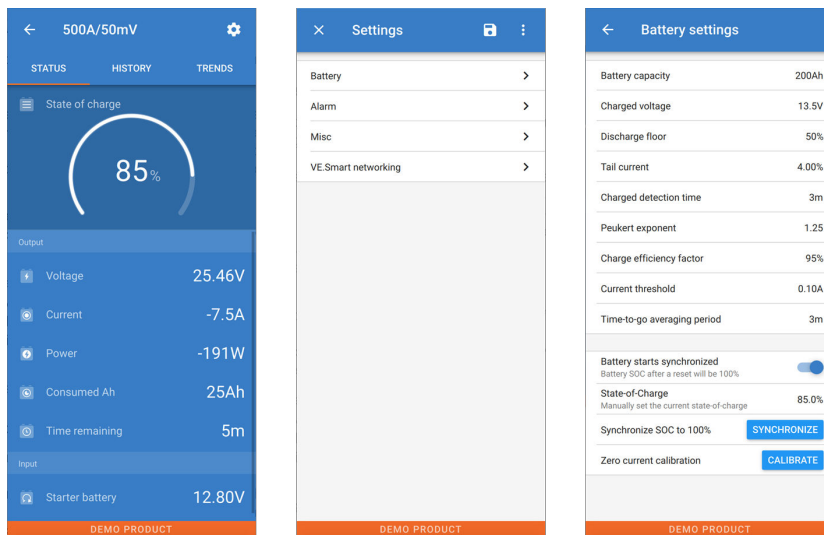 500A/50mV
STATUS HISTORY TRENDS
State of charge
85%
Output
Voltage 25.46V
Current -7.5A
Power -191W
Consumed Ah 25Ah
Time remaining 5m
Input
Starter battery 12.80V
DEMO PRODUCT
Settings
Battery
Alarm
Misc
VE.Smart networking
DEMO PRODUCT
Battery settings
Battery capacity 200Ah
Charged voltage 13.5V
Discharge floor 50%
Tail current 4.00%
Charged detection time 3m
Peukert exponent 1.25
Charge efficiency factor 95%
Current threshold 0.10A
Time-to-go averaging period 3m
Battery starts synchronized
Battery SOC after a reset will be 100%
State-of-Charge 85.0%
Manually set the current state-of-charge
Synchronize SOC to 100% SYNCHRONIZE
Zero current calibration CALIBRATE
DEMO PRODUCT